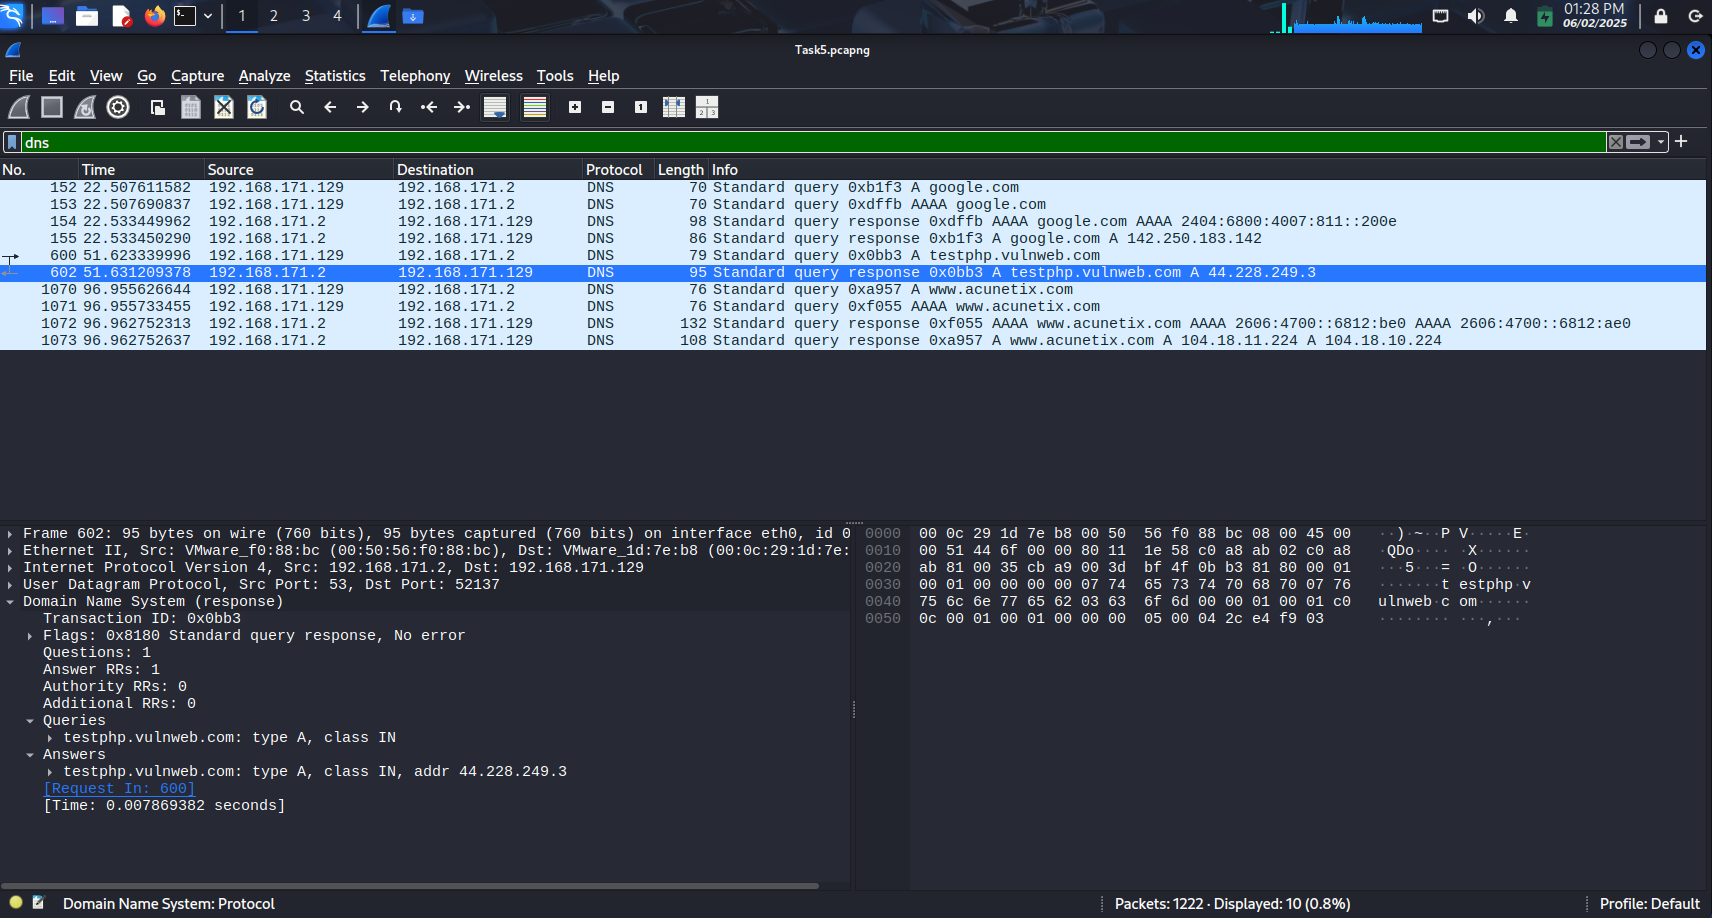 1 2 3 4
01:28 PM
06/02/2025
Task5.pcapng
File Edit View Go Capture Analyze Statistics Telephony Wireless Tools Help
dns
No. Time Source Destination Protocol Length Info
152 22.507611582 192.168.171.129 192.168.171.2 DNS 70 Standard query 0xb1f3 A google.com
153 22.507690837 192.168.171.129 192.168.171.2 DNS 70 Standard query 0xdffb AAAA google.com
154 22.533449962 192.168.171.2 192.168.171.129 DNS 98 Standard query response 0xdffb AAAA google.com AAAA 2404:6800:4007:811::200e
155 22.533450290 192.168.171.2 192.168.171.129 DNS 86 Standard query response 0xb1f3 A google.com A 142.250.183.142
600 51.623339996 192.168.171.129 192.168.171.2 DNS 79 Standard query 0x0bb3 A testphp.vulnweb.com
602 51.631209378 192.168.171.2 192.168.171.129 DNS 95 Standard query response 0x0bb3 A testphp.vulnweb.com A 44.228.249.3
1070 96.955626644 192.168.171.129 192.168.171.2 DNS 76 Standard query 0xa957 A www.acunetix.com
1071 96.955733455 192.168.171.129 192.168.171.2 DNS 76 Standard query 0xf055 AAAA www.acunetix.com
1072 96.962752313 192.168.171.2 192.168.171.129 DNS 132 Standard query response 0xf055 AAAA www.acunetix.com AAAA 2606:4700::6812:be0 AAAA 2606:4700::6812:ae0
1073 96.962752637 192.168.171.2 192.168.171.129 DNS 108 Standard query response 0xa957 A www.acunetix.com A 104.18.11.224 A 104.18.10.224
Frame 602: 95 bytes on wire (760 bits), 95 bytes captured (760 bits) on interface eth0, id 0
Ethernet II, Src: VMware_f0:88:bc (00:50:56:f0:88:bc), Dst: VMware_1d:7e:b8 (00:0c:29:1d:7e:
Internet Protocol Version 4, Src: 192.168.171.2, Dst: 192.168.171.129
User Datagram Protocol, Src Port: 53, Dst Port: 52137
Domain Name System (response)
Transaction ID: 0x0bb3
Flags: 0x8180 Standard query response, No error
Questions: 1
Answer RRs: 1
Authority RRs: 0
Additional RRs: 0
Queries
testphp.vulnweb.com: type A, class IN
Answers
testphp.vulnweb.com: type A, class IN, addr 44.228.249.3
[Request In: 600]
[Time: 0.007869382 seconds]
0000 00 0c 29 1d 7e b8 00 50 56 f0 88 bc 08 00 45 00 ··)·~··P V·····E·
0010 00 51 44 6f 00 00 80 11 1e 58 c0 a8 ab 02 c0 a8 ·QDo···· ·X······
0020 ab 81 00 35 cb a9 00 3d bf 4f 0b b3 81 80 00 01 ···5···= ·O······
0030 00 01 00 00 00 00 07 74 65 73 74 70 68 70 07 76 ·······t estphp·v
0040 75 6c 6e 77 65 62 03 63 6f 6d 00 00 01 00 01 c0 ulnweb·c om······
0050 0c 00 01 00 01 00 00 00 05 00 04 2c e4 f9 03 ········ ···,···
Domain Name System: Protocol
Packets: 1222 · Displayed: 10 (0.8%)
Profile: Default